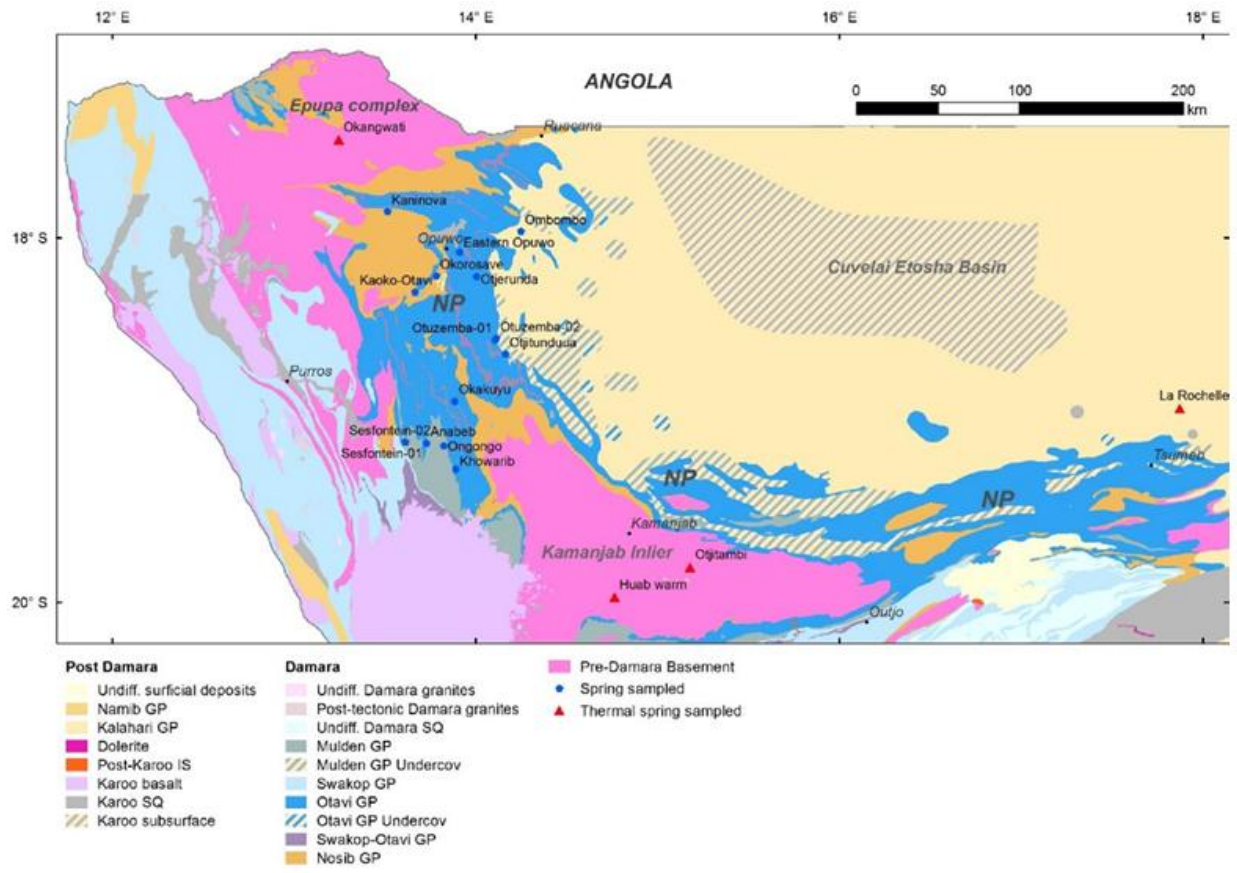 12° E
14° E
16° E
18° E
ANGOLA
0
50
100
200
km
Epupa complex
Okangwati
Ruacana
Kaninova
Ombombo
18° S
18° S
Opuwo
Eastern Opuwo
Okorosave
Kaoko-Otavi
Otjerunda
Cuvelai Etosha Basin
NP
Otuzemba-01
Otuzemba-02
Otjitunduua
Purros
Okakuyu
La Rochelle
Sesfontein-02
Anabeb
Sesfontein-01
Ongongo
Khowarib
Tsumeb
NP
NP
Kamanjab
Kamanjab Inlier
Otjitambi
Huab warm
20° S
20° S
Outjo
Post Damara
Undiff. surficial deposits
Namib GP
Kalahari GP
Dolerite
Post-Karoo IS
Karoo basalt
Karoo SQ
Karoo subsurface
Damara
Undiff. Damara granites
Post-tectonic Damara granites
Undiff. Damara SQ
Mulden GP
Mulden GP Undercov
Swakop GP
Otavi GP
Otavi GP Undercov
Swakop-Otavi GP
Nosib GP
Pre-Damara Basement
Spring sampled
Thermal spring sampled